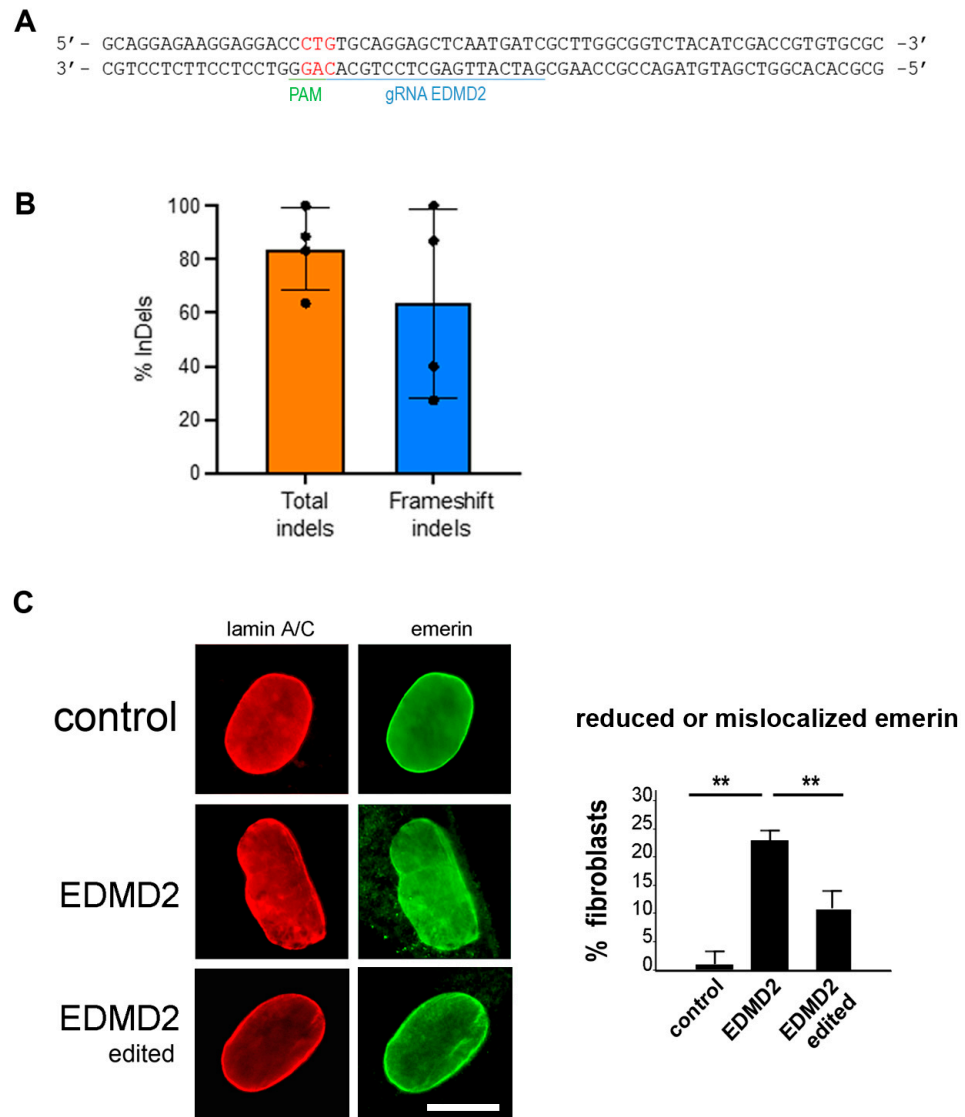 A
5’- GCAGGAGAAGGAGGACCCTGTGCAGGAGCTCAATGATCGCTTGGCGGTCTACATCGACCGTGTGCGC -3’
3’- CGTCCTCTTCCTCCTGGGACACGTCCTCGAGTTACTAGCGAACCGCCAGATGTAGCTGGCACACGCG -5’
PAM gRNA EDMD2
B
100
80
60
40
20
0
% InDels
Total
indels
Frameshift
indels
C
lamin A/C emerin
control
EDMD2
EDMD2
edited
reduced or mislocalized emerin
** **
30
25
20
15
10
5
0
% fibroblasts
control
EDMD2
EDMD2
edited